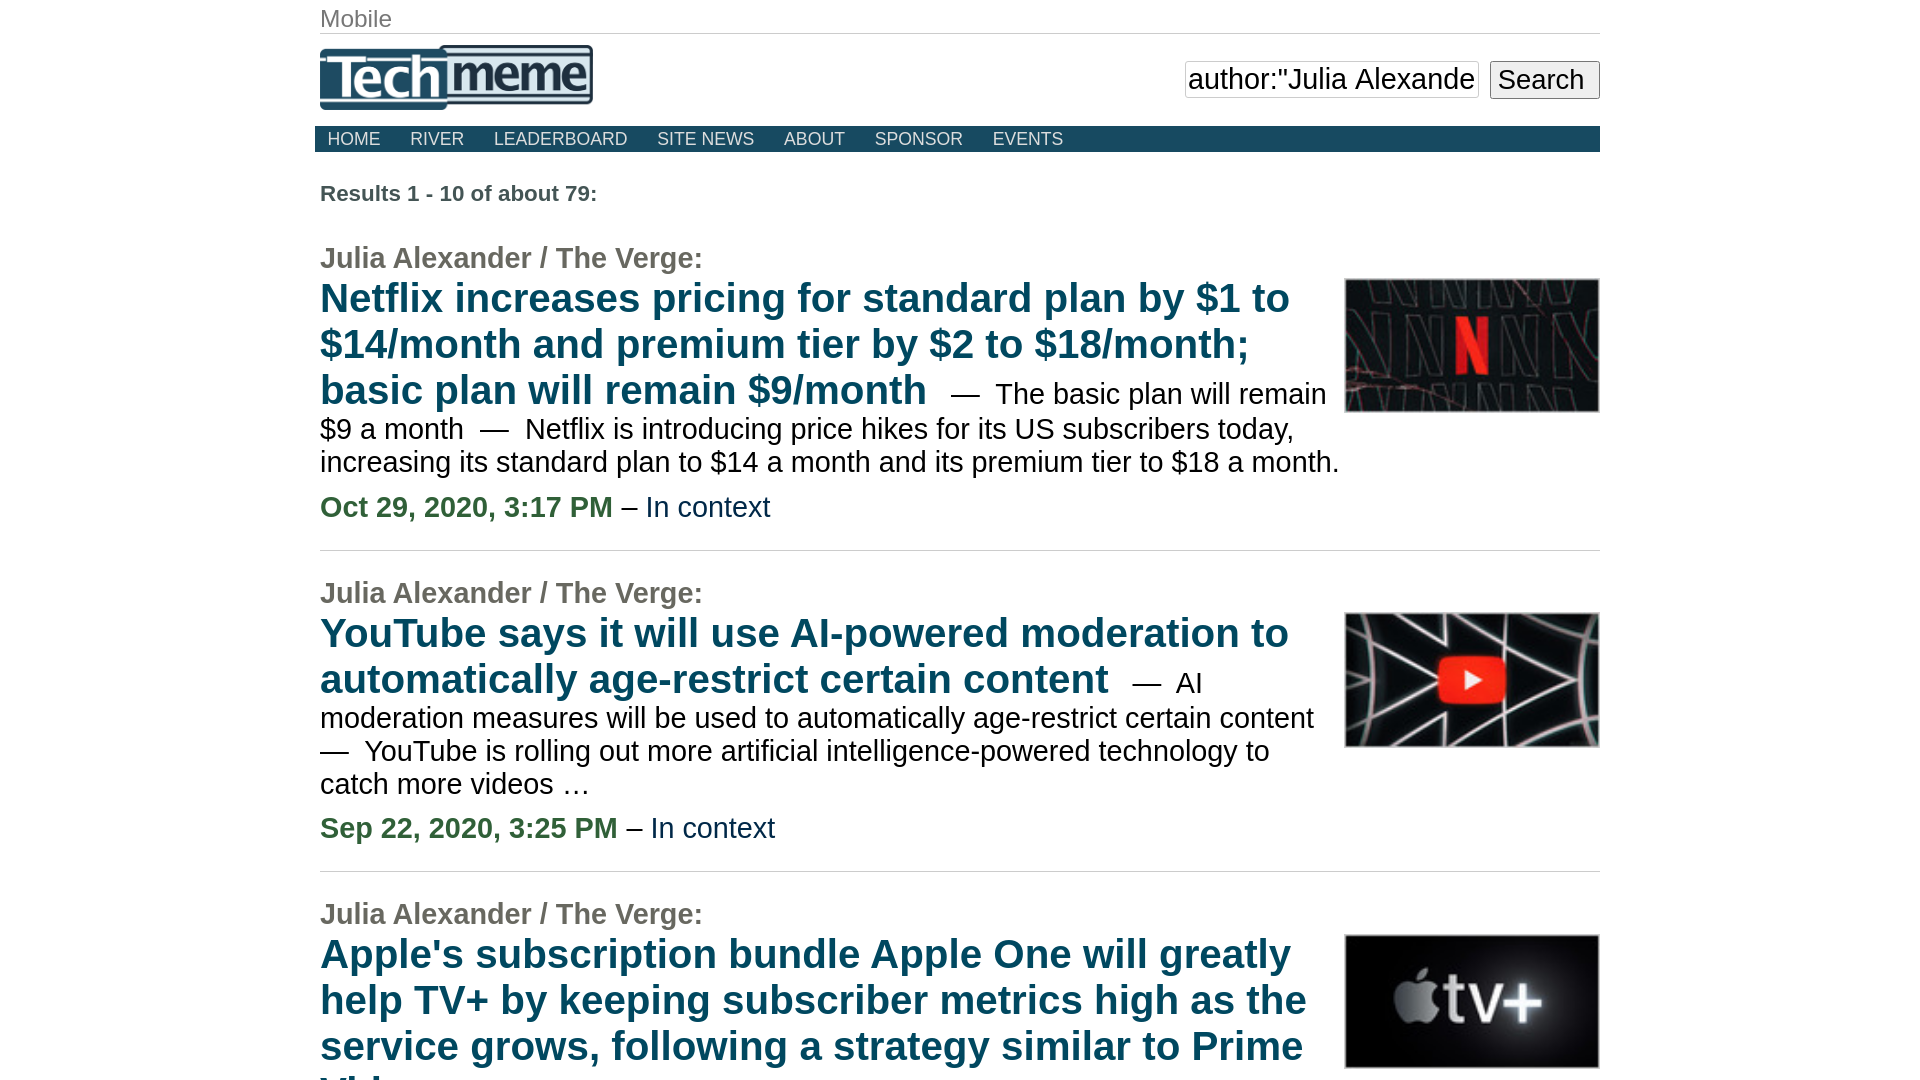 Mobile
Techmeme
author:"Julia Alexande
Search
HOME RIVER LEADERBOARD SITE NEWS ABOUT SPONSOR EVENTS
Results 1 - 10 of about 79:
Julia Alexander / The Verge:
Netflix increases pricing for standard plan by $1 to
$14/month and premium tier by $2 to $18/month;
basic plan will remain $9/month — The basic plan will remain
$9 a month — Netflix is introducing price hikes for its US subscribers today,
increasing its standard plan to $14 a month and its premium tier to $18 a month.
Oct 29, 2020, 3:17 PM – In context
Julia Alexander / The Verge:
YouTube says it will use AI-powered moderation to
automatically age-restrict certain content — AI
moderation measures will be used to automatically age-restrict certain content
— YouTube is rolling out more artificial intelligence-powered technology to
catch more videos …
Sep 22, 2020, 3:25 PM – In context
Julia Alexander / The Verge:
Apple's subscription bundle Apple One will greatly
help TV+ by keeping subscriber metrics high as the
service grows, following a strategy similar to Prime
tv+